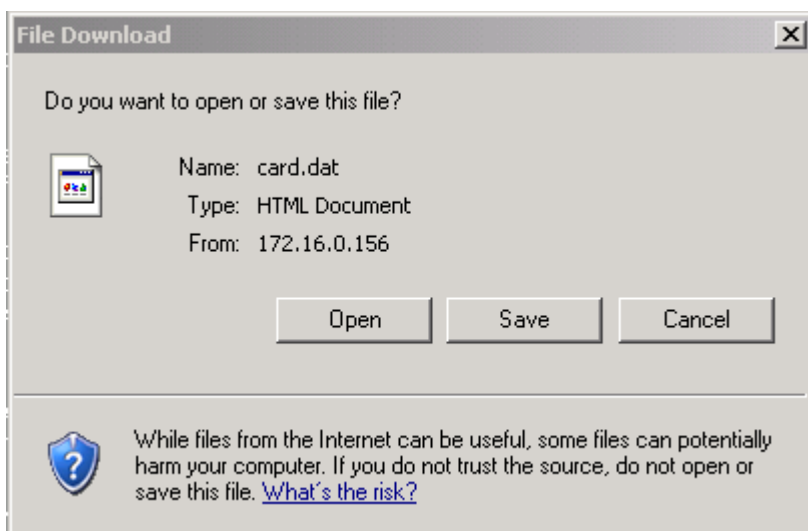 File Download
Do you want to open or save this file?
Name: card.dat
Type: HTML Document
From: 172.16.0.156
Open Save Cancel
While files from the Internet can be useful, some files can potentially
harm your computer. If you do not trust the source, do not open or
save this file. What's the risk?